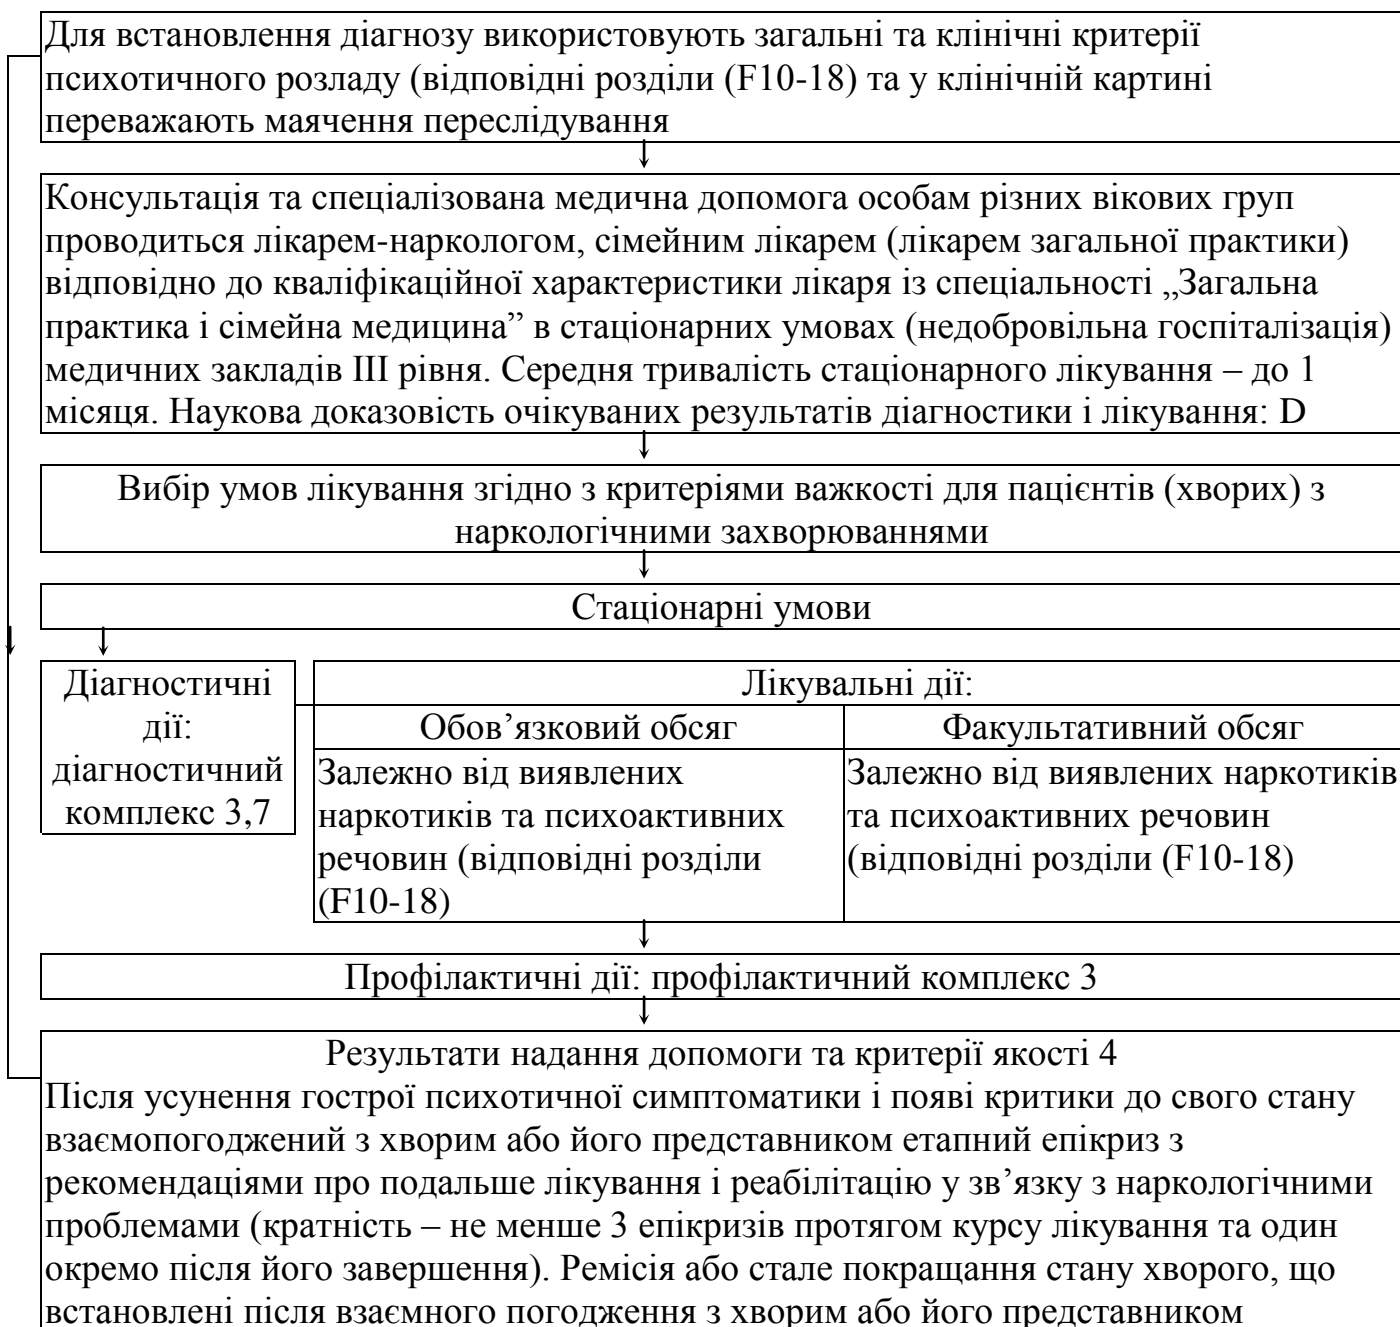 Для встановлення діагнозу використовують загальні та клінічні критерії
психотичного розладу (відповідні розділи (F10-18) та у клінічній картині
переважають маячення переслідування
Консультація та спеціалізована медична допомога особам різних вікових груп
проводиться лікарем-наркологом, сімейним лікарем (лікарем загальної практики)
відповідно до кваліфікаційної характеристики лікаря із спеціальності „Загальна
практика і сімейна медицина” в стаціонарних умовах (недобровільна госпіталізація)
медичних закладів III рівня. Середня тривалість стаціонарного лікування – до 1
місяця. Наукова доказовість очікуваних результатів діагностики і лікування: D
Вибір умов лікування згідно з критеріями важкості для пацієнтів (хворих) з
наркологічними захворюваннями
Стаціонарні умови
Діагностичні
дії:
діагностичний
комплекс 3,7
Лікувальні дії:
Обов’язковий обсяг
Залежно від виявлених
наркотиків та психоактивних
речовин (відповідні розділи
(F10-18)
Факультативний обсяг
Залежно від виявлених наркотиків
та психоактивних речовин
(відповідні розділи (F10-18)
Профілактичні дії: профілактичний комплекс 3
Результати надання допомоги та критерії якості 4
Після усунення гострої психотичної симптоматики і появі критики до свого стану
взаємопогоджений з хворим або його представником етапний епікриз з
рекомендаціями про подальше лікування і реабілітацію у зв’язку з наркологічними
проблемами (кратність – не менше 3 епікризів протягом курсу лікування та один
окремо після його завершення). Ремісія або стале покращання стану хворого, що
встановлені після взаємного погодження з хворим або його представником